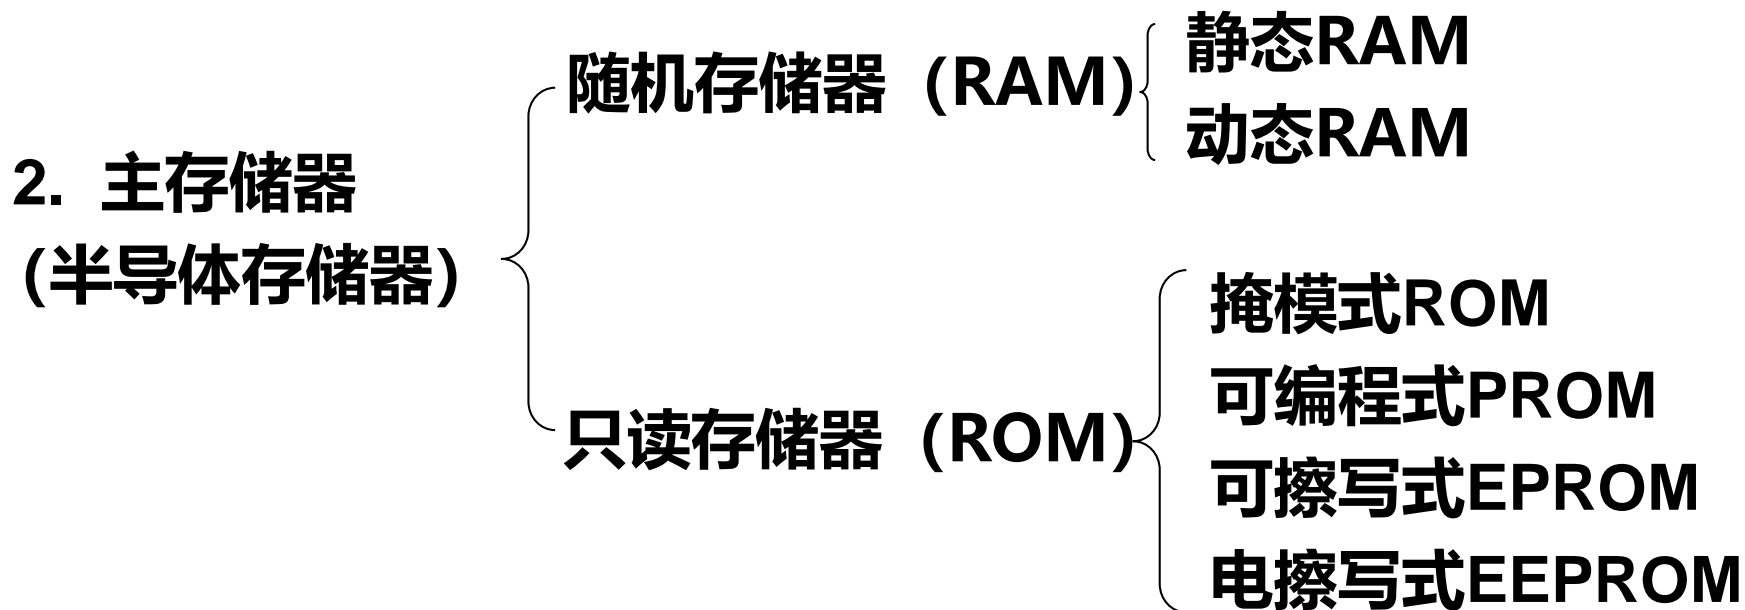 2. 主存储器
（半导体存储器）
随机存储器（RAM）
静态RAM
动态RAM
只读存储器（ROM）
掩模式ROM
可编程式PROM
可擦写式EPROM
电擦写式EEPROM